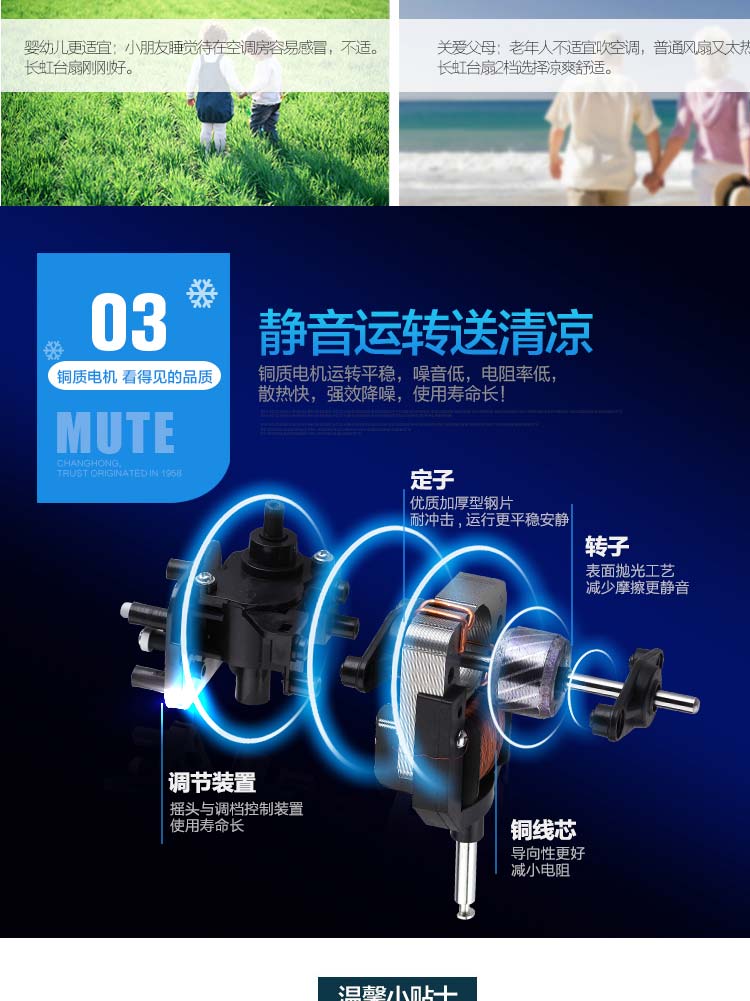 婴幼儿更适宜：小朋友睡觉待在空调房容易感冒，不适。
长虹台扇刚刚好。
关爱父母：老年人不适宜吹空调，普通风扇又太热
长虹台扇2档选择凉爽舒适。
03
铜质电机 看得见的品质
MUTE
CHANGHONG,
TRUST ORIGINATED IN 1958
静音运转送清凉
铜质电机运转平稳，噪音低，电阻率低，
散热快，强效降噪，使用寿命长！
定子
优质加厚型钢片
耐冲击，运行更平稳安静
转子
表面抛光工艺
减少摩擦更静音
调节装置
摇头与调档控制装置
使用寿命长
铜线芯
导向性更好
减小电阻
温馨小贴士